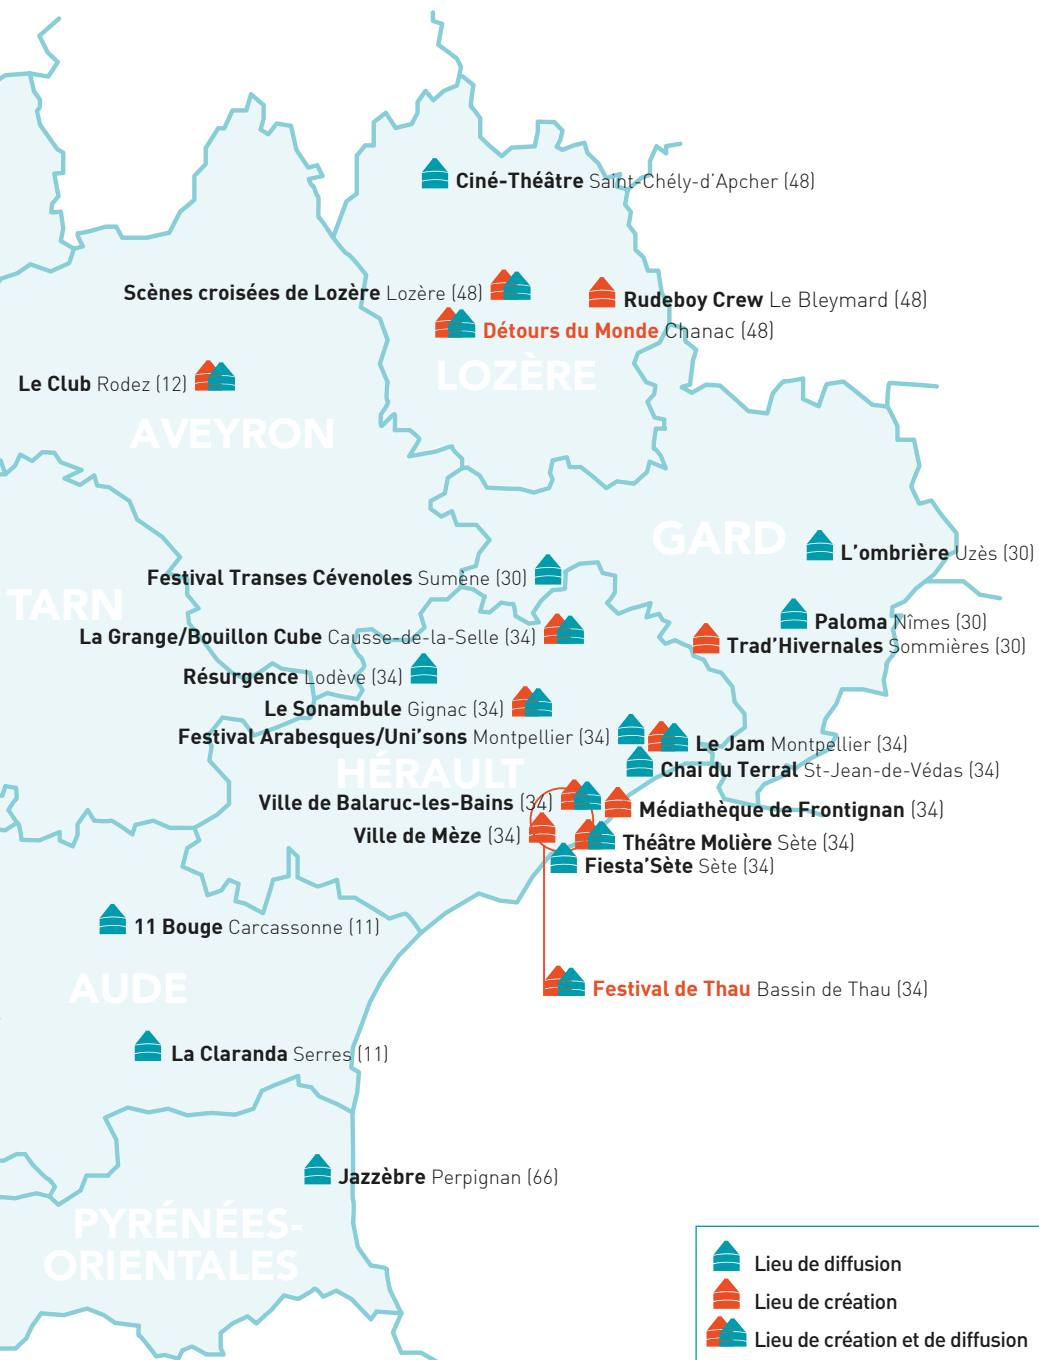 Ciné-Théâtre Saint-Chély-d'Apcher (48)
Scènes croisées de Lozère Lozère (48)
Rudeboy Crew Le Bleymard (48)
Détours du Monde Chanac (48)
LOZÈRE
Le Club Rodez (12)
AVEYRON
GARD
L'ombrière Uzès (30)
Festival Transes Cévenoles Sumène (30)
TARN
Paloma Nîmes (30)
La Grange/Bouillon Cube Causse-de-la-Selle (34)
Trad'Hivernales Sommières (30)
Résurgence Lodève (34)
Le Sonambule Gignac (34)
Festival Arabesques/Uni'sons Montpellier (34)
Le Jam Montpellier (34)
HÉRAULT
Chai du Terral St-Jean-de-Védas (34)
Ville de Balaruc-les-Bains (34)
Médiathèque de Frontignan (34)
Ville de Mèze (34)
Théâtre Molière Sète (34)
Fiesta'Sète Sète (34)
11 Bouge Carcassonne (11)
AUDE
Festival de Thau Bassin de Thau (34)
La Claranda Serres (11)
Jazzèbre Perpignan (66)
PYRÉNÉES-
ORIENTALES
Lieu de diffusion
Lieu de création
Lieu de création et de diffusion